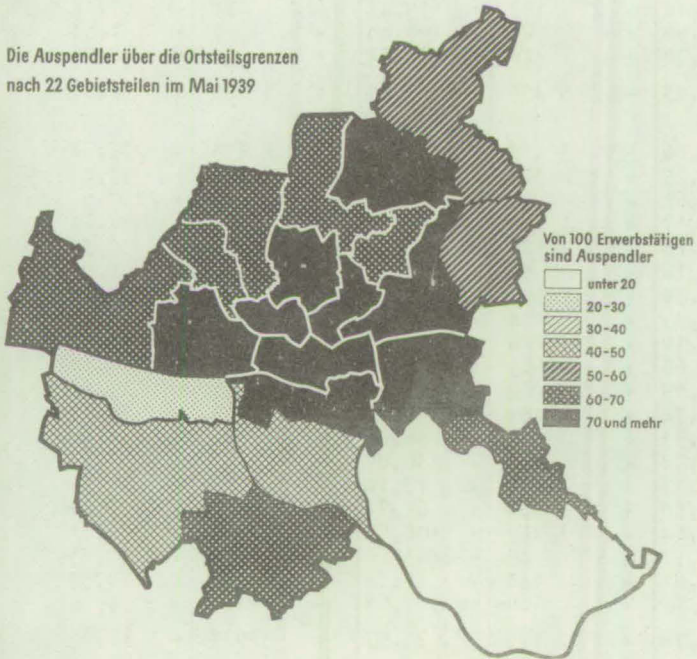 Die Auspendler über die Ortsteilsgrenzen
nach 22 Gebietsteilen im Mai 1939
Von 100 Erwerbstätigen
sind Auspendler
unter 20
20-30
30-40
40-50
50-60
60-70
70 und mehr